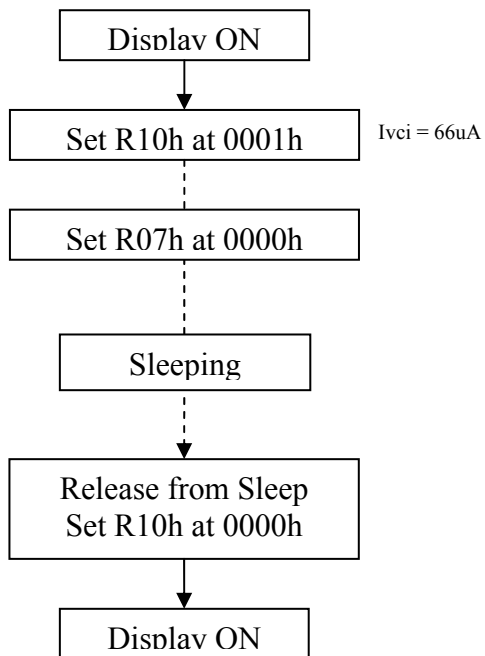 Display ON
Set R10h at 0001h
Ivci = 66uA
Set R07h at 0000h
Sleeping
Release from Sleep
Set R10h at 0000h
Display ON